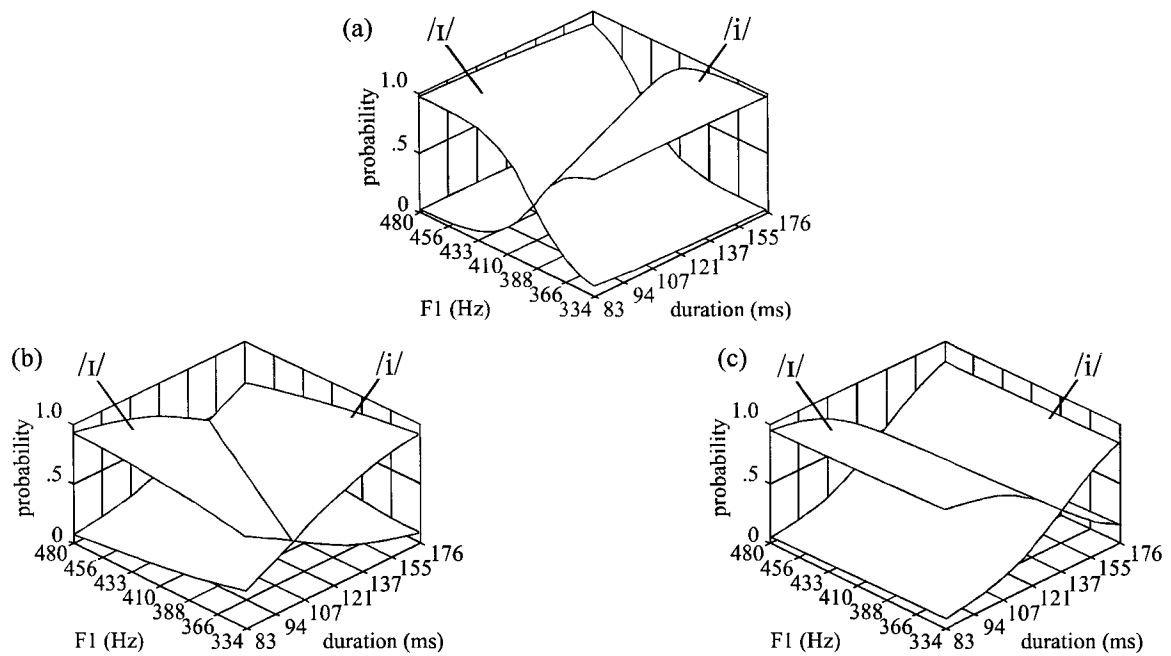 (a)
/ɪ/
/i/
probability
1.0
.5
0
480
456
433
410
388
366
334
F1 (Hz)
83
94
107
121
137
155
176
duration (ms)
(b)
/ɪ/
/i/
probability
1.0
.5
0
480
456
433
410
388
366
334
F1 (Hz)
83
94
107
121
137
155
176
duration (ms)
(c)
/ɪ/
/i/
probability
1.0
.5
0
480
456
433
410
388
366
334
F1 (Hz)
83
94
107
121
137
155
176
duration (ms)